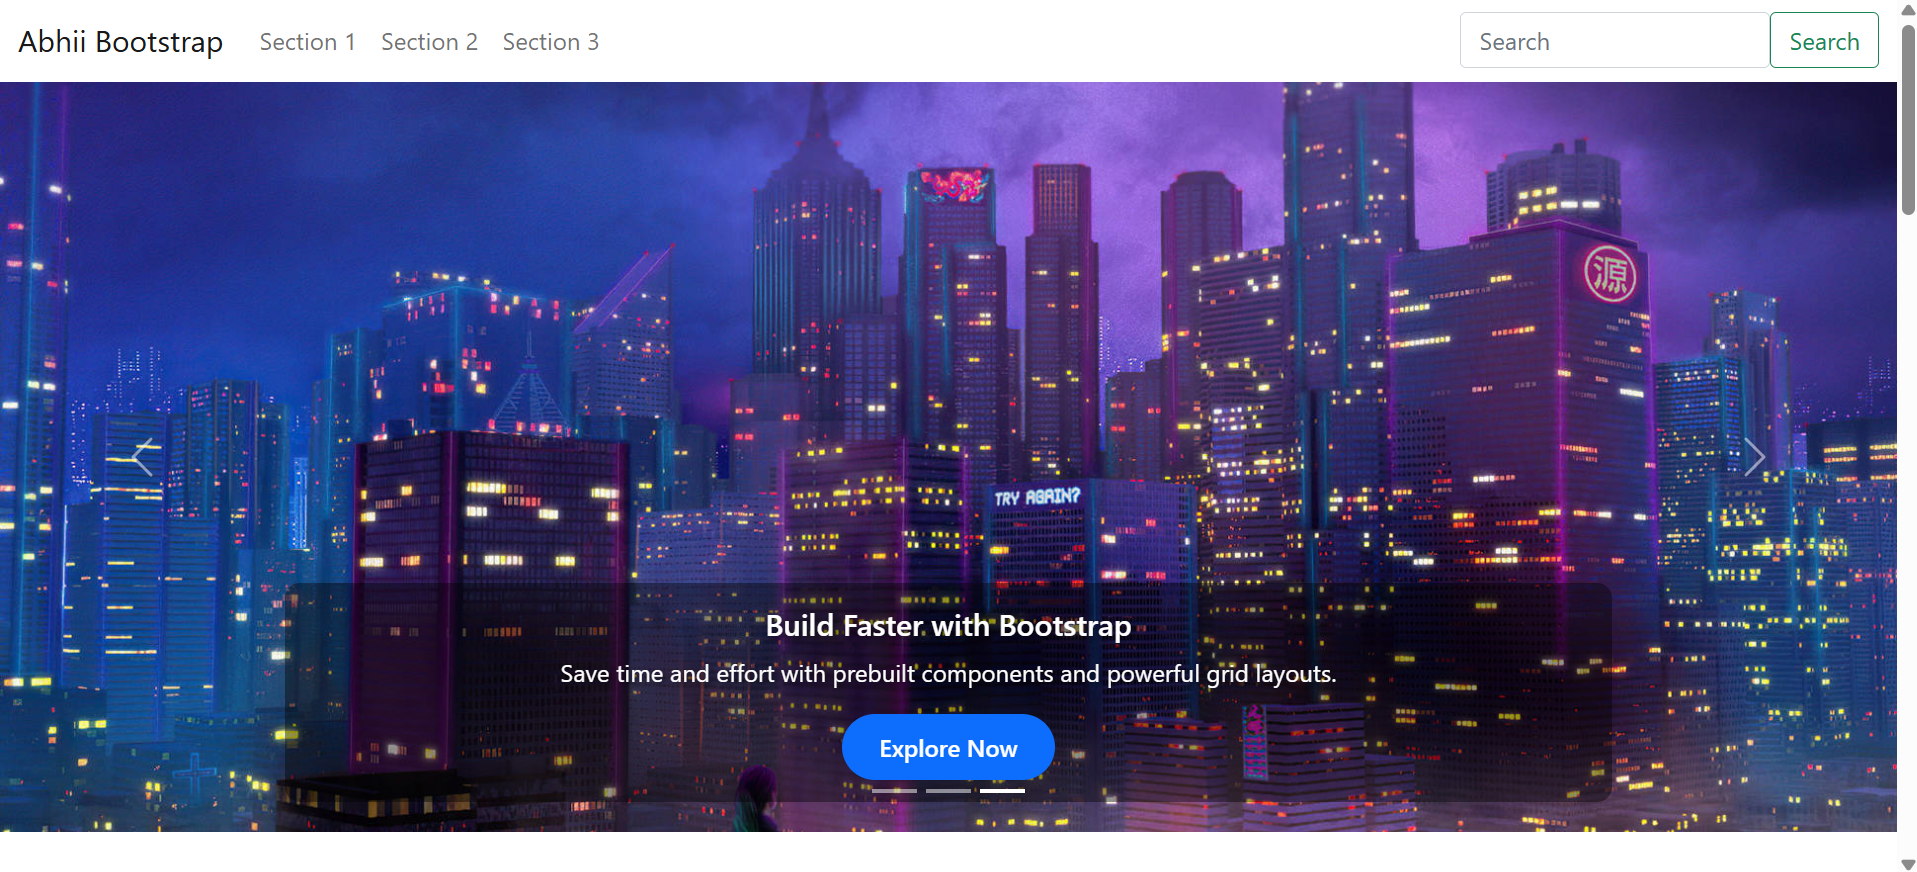 Abhii Bootstrap
Section 1
Section 2
Section 3
Search
Search
源
TRY AGAIN?
Build Faster with Bootstrap
Save time and effort with prebuilt components and powerful grid layouts.
Explore Now